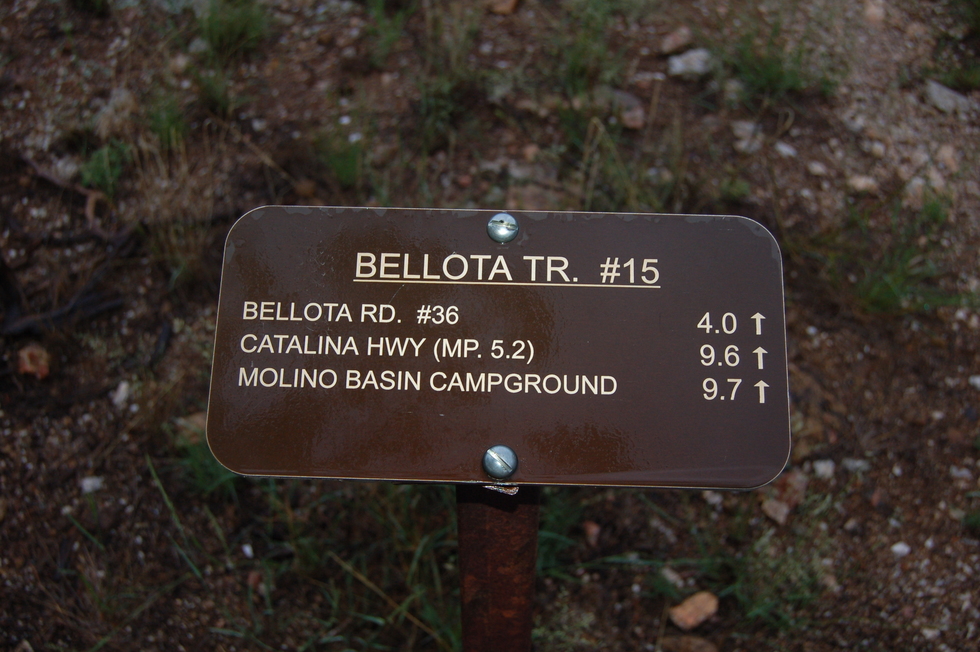 BELLOTA TR. #15
BELLOTA RD. #36 4.0 ↑
CATALINA HWY (MP. 5.2) 9.6 ↑
MOLINO BASIN CAMPGROUND 9.7 ↑